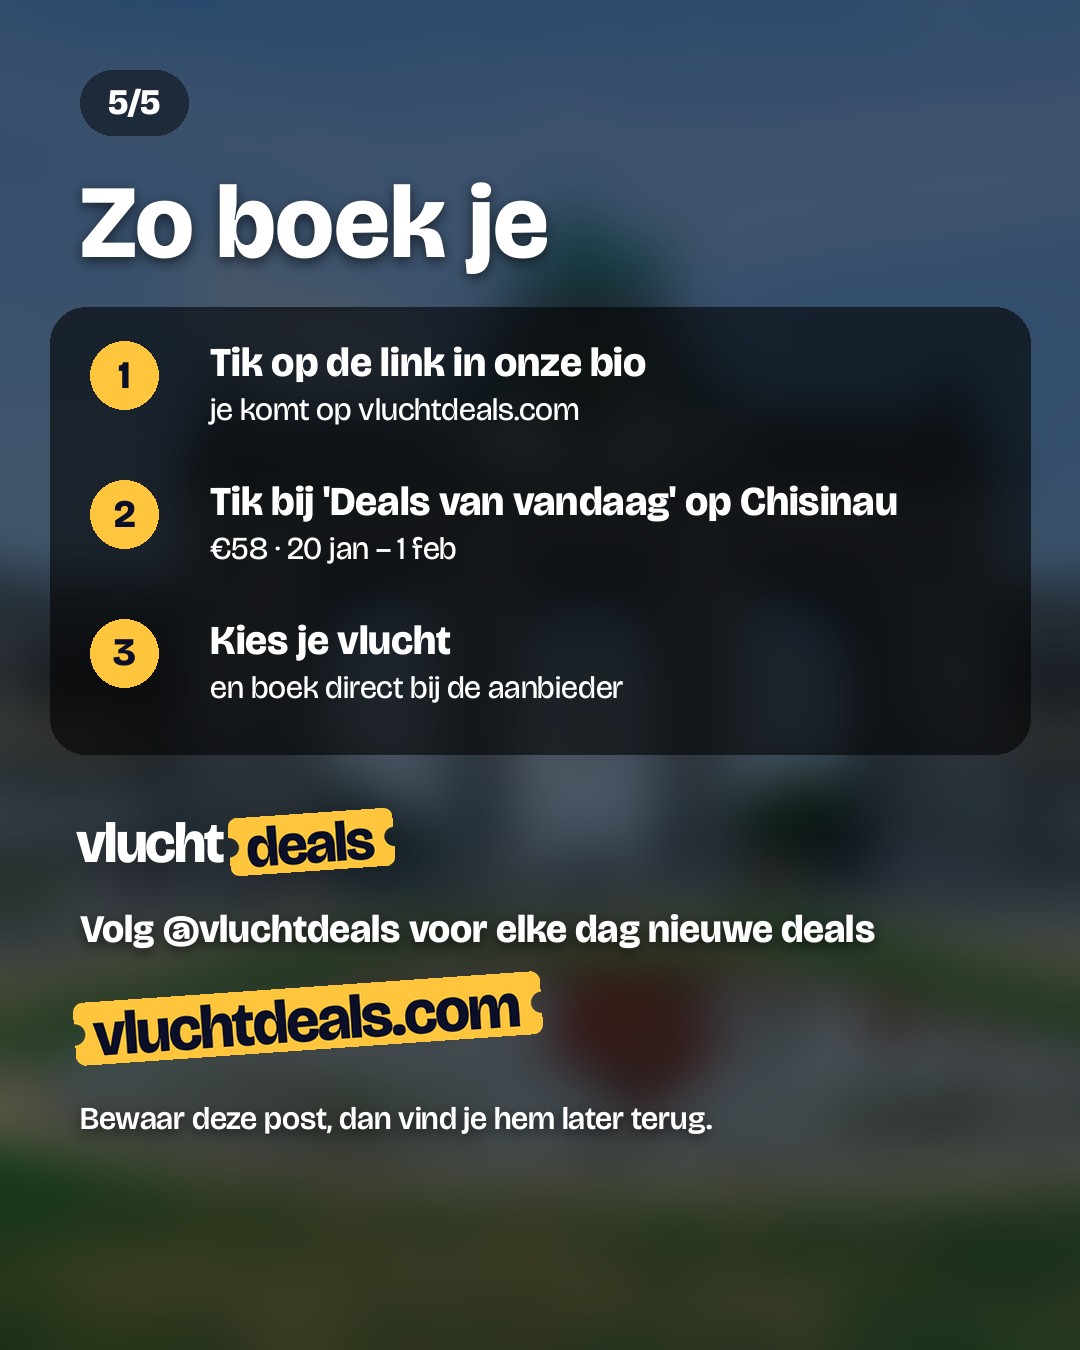 5/5
Zo boek je
1
Tik op de link in onze bio
je komt op vluchtdeals.com
2
Tik bij 'Deals van vandaag' op Chisinau
€58 · 20 jan – 1 feb
3
Kies je vlucht
en boek direct bij de aanbieder
vlucht deals
Volg @vluchtdeals voor elke dag nieuwe deals
vluchtdeals.com
Bewaar deze post, dan vind je hem later terug.